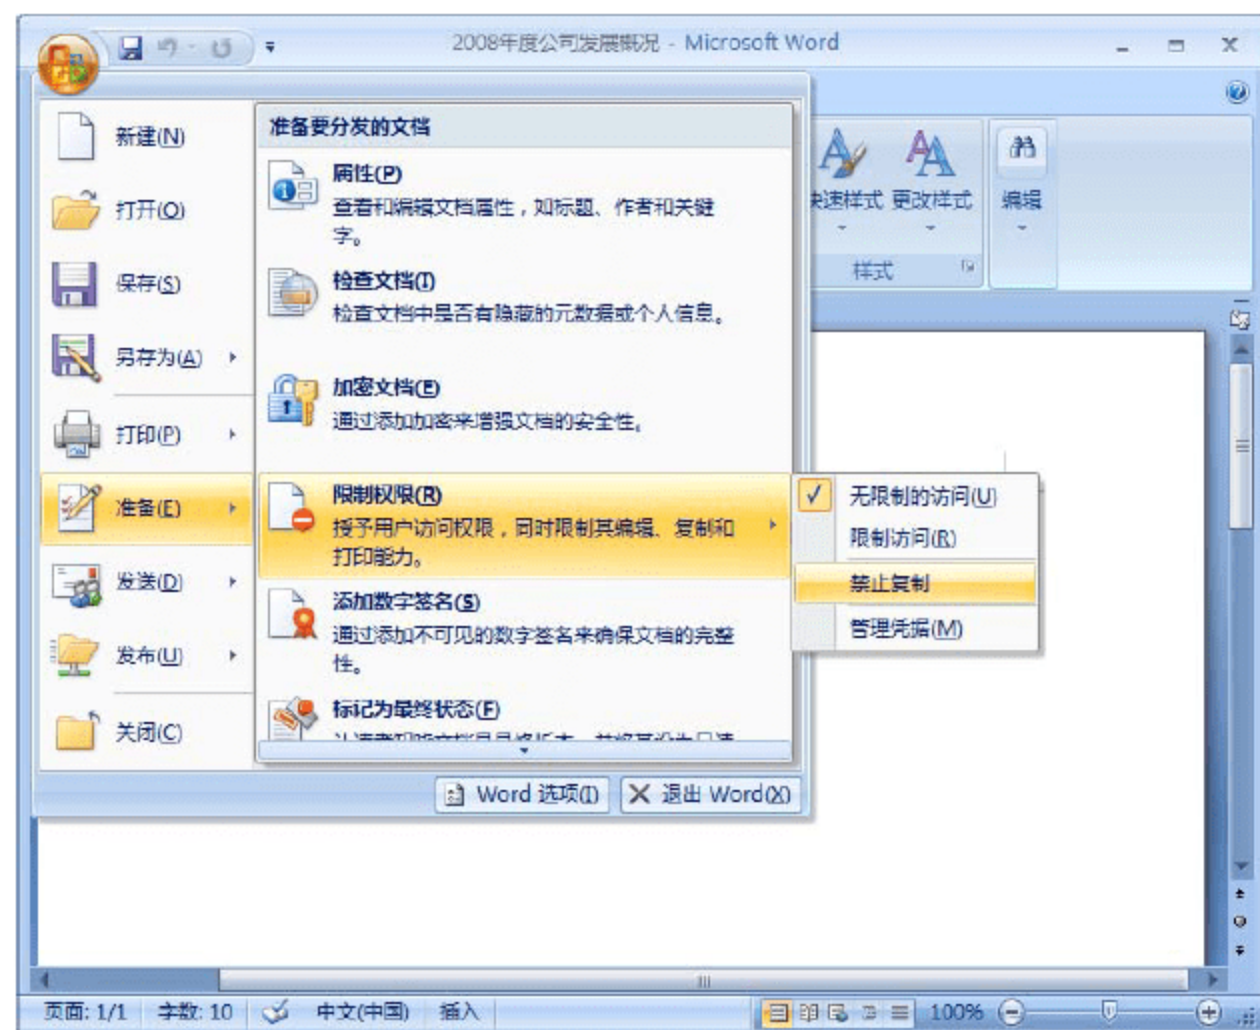 2008年度公司发展概况 - Microsoft Word
新建(N)
打开(O)
保存(S)
另存为(A)
打印(P)
准备(E)
发送(D)
发布(U)
关闭(C)
准备要分发的文档
属性(P)
查看和编辑文档属性，如标题、作者和关键
字。
检查文档(I)
检查文档中是否有隐藏的元数据或个人信息。
加密文档(E)
通过添加加密来增强文档的安全性。
限制权限(R)
授予用户访问权限，同时限制其编辑、复制和
打印能力。
添加数字签名(S)
通过添加不可见的数字签名来确保文档的完整
性。
标记为最终状态(F)
无限制的访问(U)
限制访问(R)
禁止复制
管理凭据(M)
快速样式 更改样式
编辑
样式
Word 选项(I) 退出 Word(X)
页面: 1/1 字数: 10 中文(中国) 插入 100%